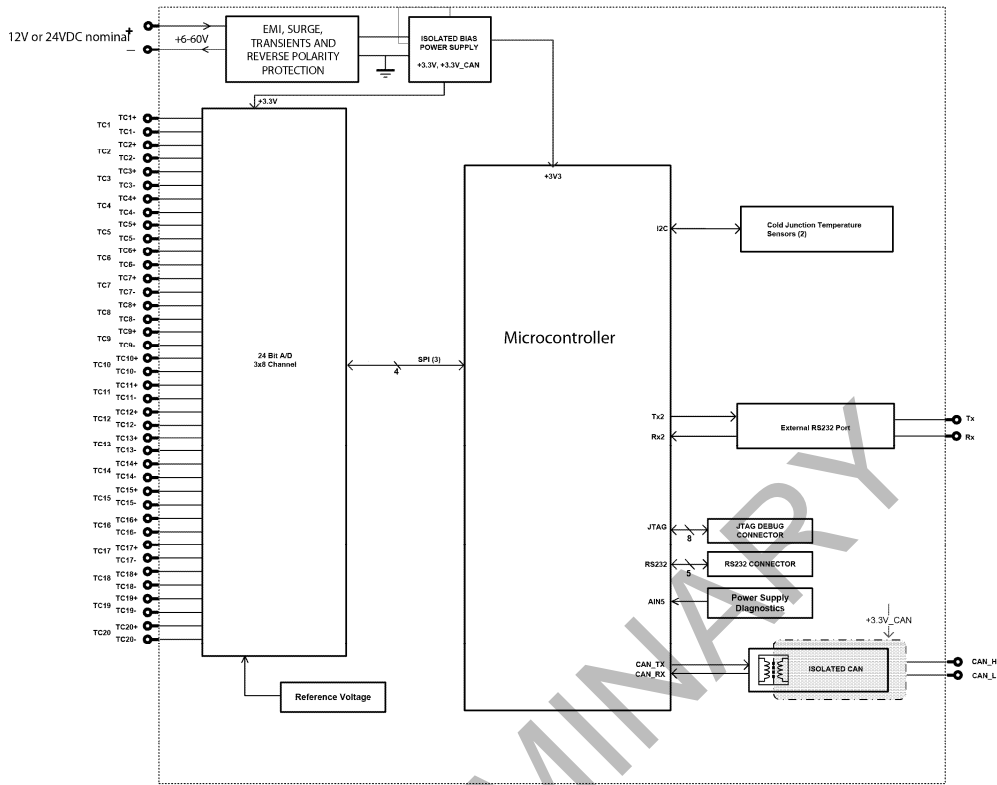 12V or 24VDC nominal
+
_
+6-60V
EMI, SURGE,
TRANSIENTS AND
REVERSE POLARITY
PROTECTION
ISOLATED BIAS
POWER SUPPLY
+3.3V, +3.3V_CAN
+3.3V
TC1
TC1+
TC1-
TC2
TC2+
TC2-
TC3
TC3+
TC3-
TC4
TC4+
TC4-
TC5
TC5+
TC5-
TC6
TC6+
TC6-
TC7
TC7+
TC7-
TC8
TC8+
TC8-
TC9
TC9+
TC9-
TC10
TC10+
TC10-
TC11
TC11+
TC11-
TC12
TC12+
TC12-
TC13
TC13+
TC13-
TC14
TC14+
TC14-
TC15
TC15+
TC15-
TC16
TC16+
TC16-
TC17
TC17+
TC17-
TC18
TC18+
TC18-
TC19
TC19+
TC19-
TC20
TC20+
TC20-
24 Bit A/D
3x8 Channel
Reference Voltage
SPI (3)
4
+3V3
Microcontroller
I2C
Cold Junction Temperature
Sensors (2)
Tx2
Rx2
External RS232 Port
Tx
Rx
JTAG
8
JTAG DEBUG
CONNECTOR
RS232
5
RS232 CONNECTOR
AIN5
Power Supply
Diagnostics
+3.3V_CAN
CAN_TX
CAN_RX
ISOLATED CAN
CAN_H
CAN_L
MINARY